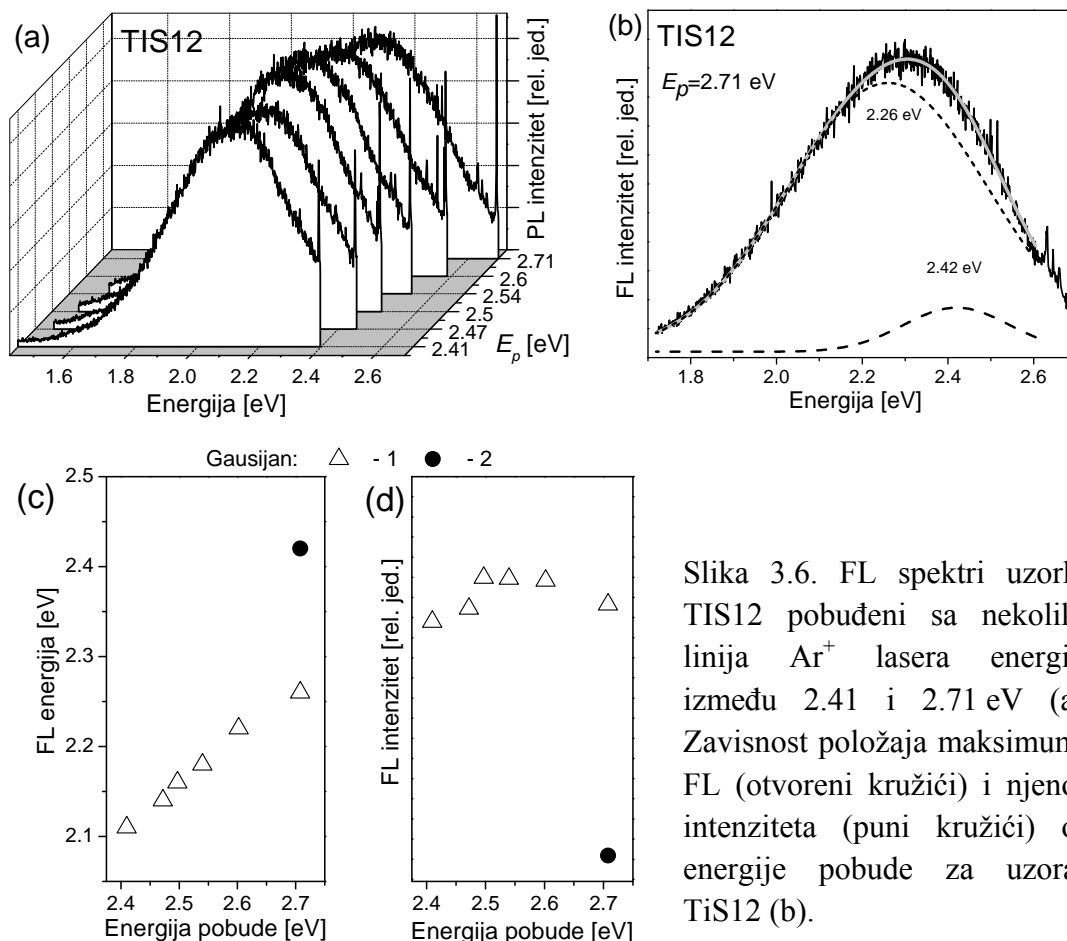 (a)
TIS12
PL intenzitet [rel. jed.]
2.71
2.6
2.54
2.5
2.47
2.41
E_p [eV]
1.6 1.8 2.0 2.2 2.4 2.6
Energija [eV]
(b)
TIS12
E_p=2.71 eV
2.26 eV
2.42 eV
FL intenzitet [rel. jed.]
1.8 2.0 2.2 2.4 2.6
Energija [eV]
Gausijan: △ - 1 ● - 2
(c)
FL energija [eV]
2.5
2.4
2.3
2.2
2.1
2.4 2.5 2.6 2.7
Energija pobude [eV]
(d)
FL intenzitet [rel. jed.]
2.4 2.5 2.6 2.7
Energija pobude [eV]
Slika 3.6. FL spektri uzork
TIS12 pobuđeni sa nekolik
linija Ar⁺ lasera energi
između 2.41 i 2.71 eV (a
Zavisnost položaja maksimum
FL (otvoreni kružići) i njeno
intenziteta (puni kružići) o
energije pobude za uzora
TiS12 (b).